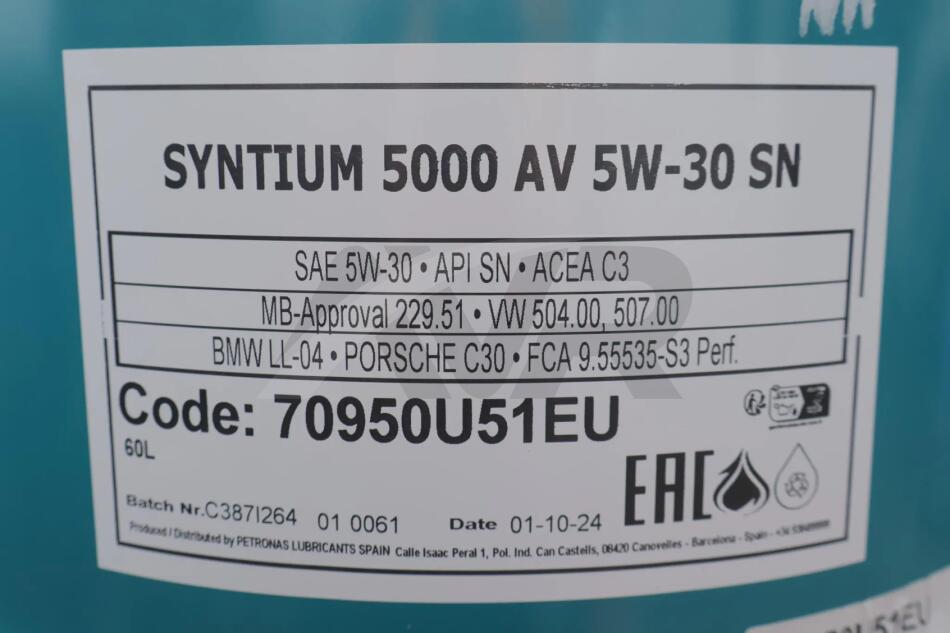 SYNTIUM 5000 AV 5W-30 SN
SAE 5W-30 • API SN • ACEA C3
MB-Approval 229.51 • VW 504.00, 507.00
BMW LL-04 • PORSCHE C30 • FCA 9.55535-S3 Perf.
Code: 70950U51EU
60L
EAC
Batch Nr.C387I264 01 0061 Date 01-10-24
Produced / Distributed by PETRONAS LUBRICANTS SPAIN Calle Isaac Peral 1, Pol. Ind. Can Castells, 08420 Canovelles - Barcelona - Spain -